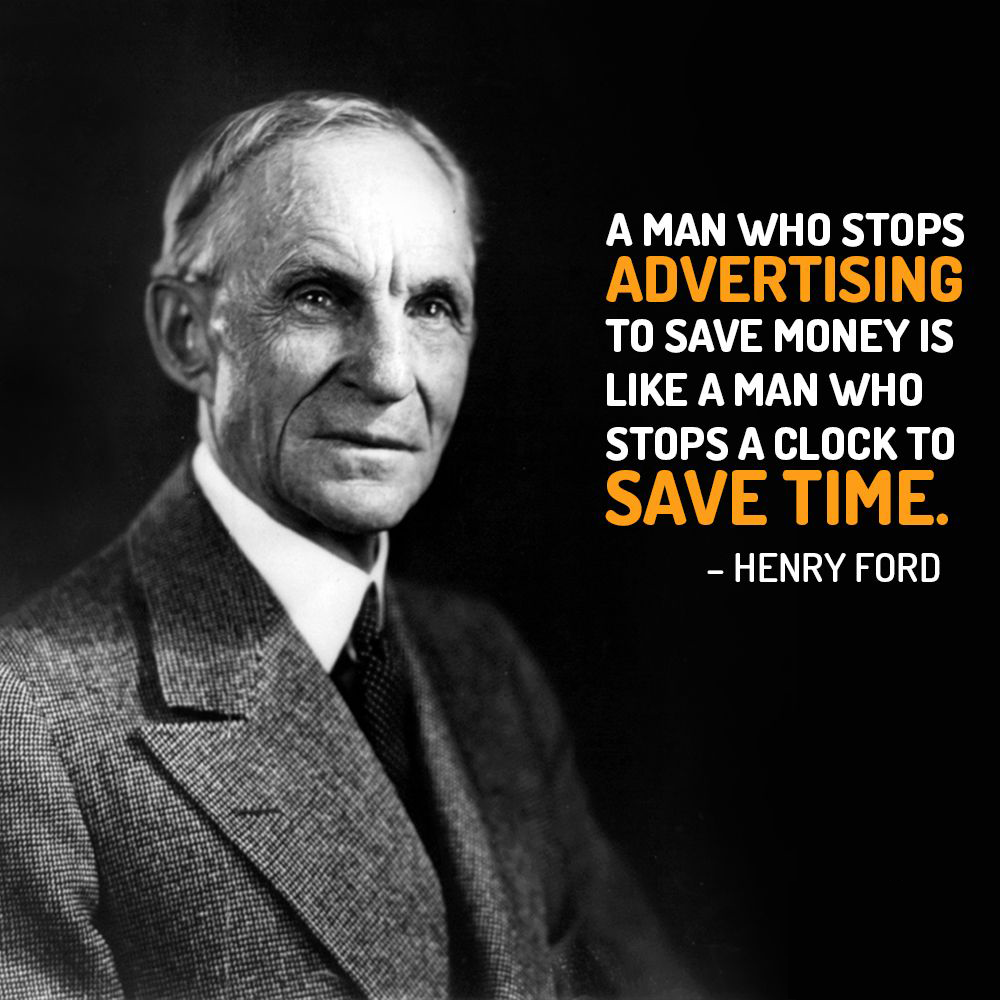 A MAN WHO STOPS
ADVERTISING
TO SAVE MONEY IS
LIKE A MAN WHO
STOPS A CLOCK TO
SAVE TIME.
– HENRY FORD